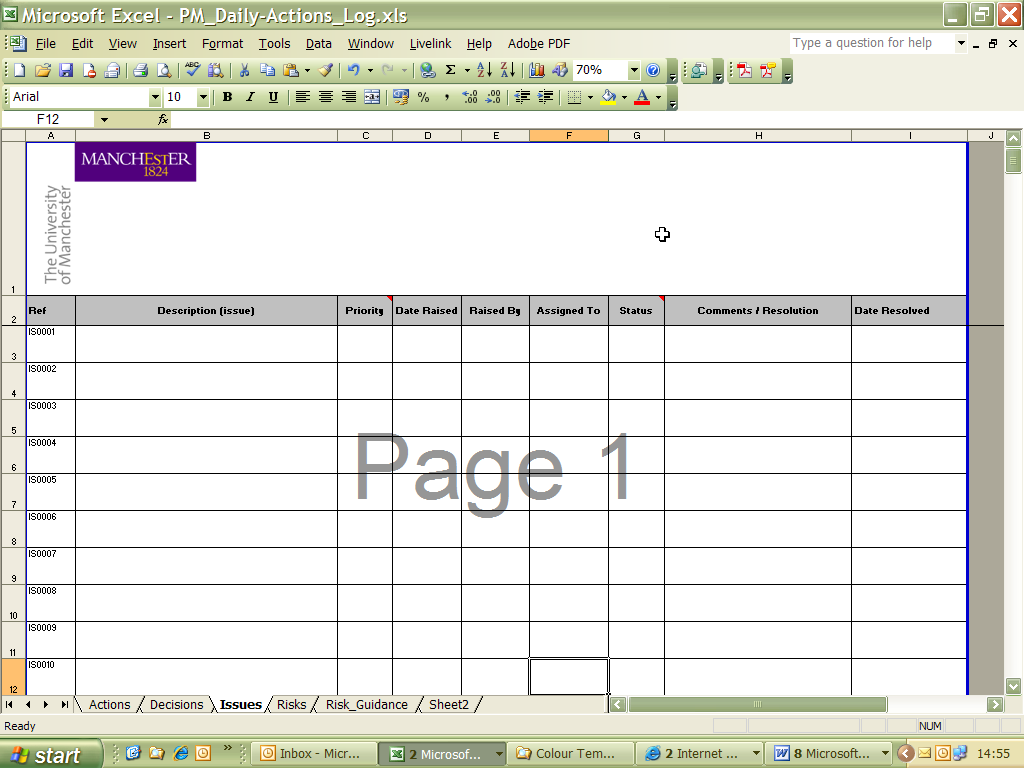 Microsoft Excel - PM_Daily-Actions_Log.xls
File Edit View Insert Format Tools Data Window Livelink Help Adobe PDF Type a question for help
70%
Arial 10 B I U
F12 fx
A B C D E F G H I J
MANCHESTER
1824
The University
of Manchester
1
2 Ref Description (issue) Priority Date Raised Raised By Assigned To Status Comments / Resolution Date Resolved
3 IS0001
4 IS0002
5 IS0003
6 IS0004
7 IS0005
8 IS0006
9 IS0007
10 IS0008
11 IS0009
12 IS0010
Page 1
Actions Decisions Issues Risks Risk_Guidance Sheet2
Ready NUM
start Inbox - Micr... 2 Microsof... Colour Tem... 2 Internet ... 8 Microsoft... 14:55